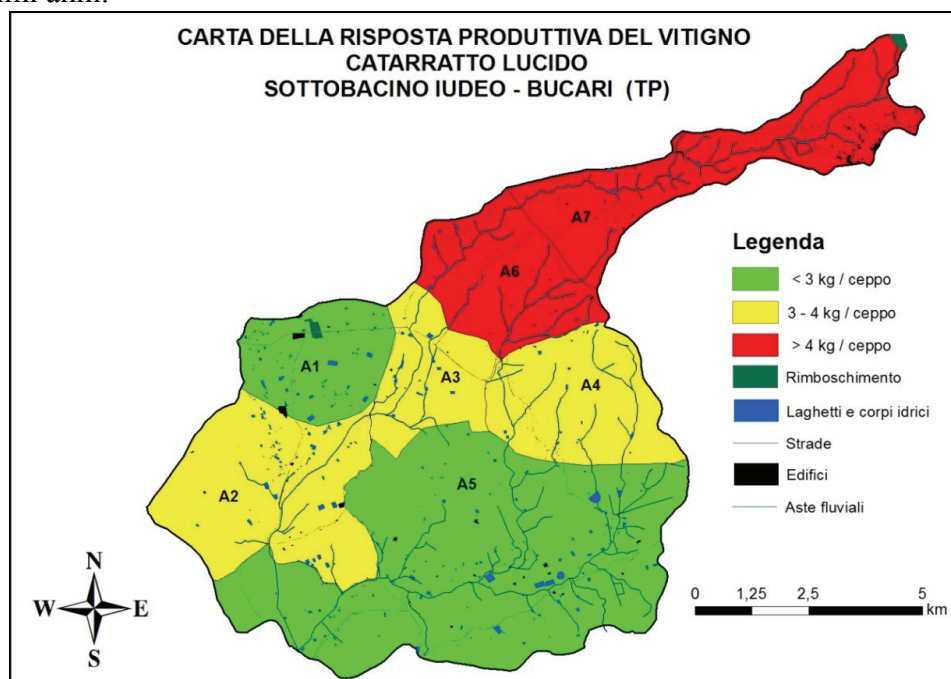 CARTA DELLA RISPOSTA PRODUTTIVA DEL VITIGNO
CATARRATTO LUCIDO
SOTTOBACINO IUDEO - BUCARI (TP)
A7
A6
A1
A3
A4
A2
A5
Legenda
< 3 kg / ceppo
3 - 4 kg / ceppo
> 4 kg / ceppo
Rimboschimento
Laghetti e corpi idrici
Strade
Edifici
Aste fluviali
N
W E
S
0 1,25 2,5 5
km